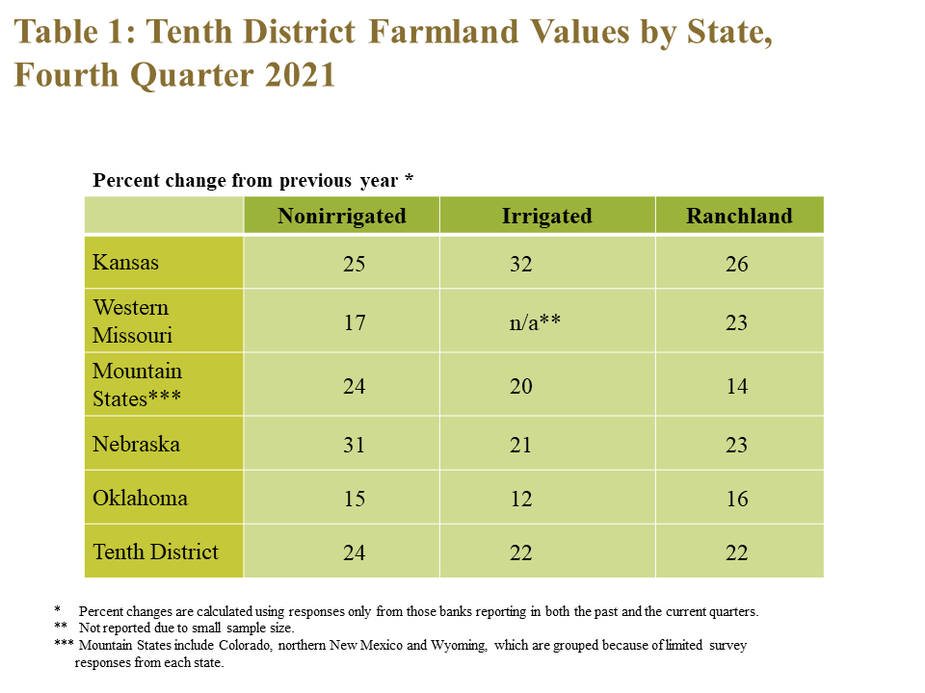 Table 1: Tenth District Farmland Values by State,
Fourth Quarter 2021
Percent change from previous year *
Nonirrigated Irrigated Ranchland
Kansas 25 32 26
Western
Missouri 17 n/a** 23
Mountain
States*** 24 20 14
Nebraska 31 21 23
Oklahoma 15 12 16
Tenth District 24 22 22
* Percent changes are calculated using responses only from those banks reporting in both the past and the current quarters.
** Not reported due to small sample size.
*** Mountain States include Colorado, northern New Mexico and Wyoming, which are grouped because of limited survey
responses from each state.